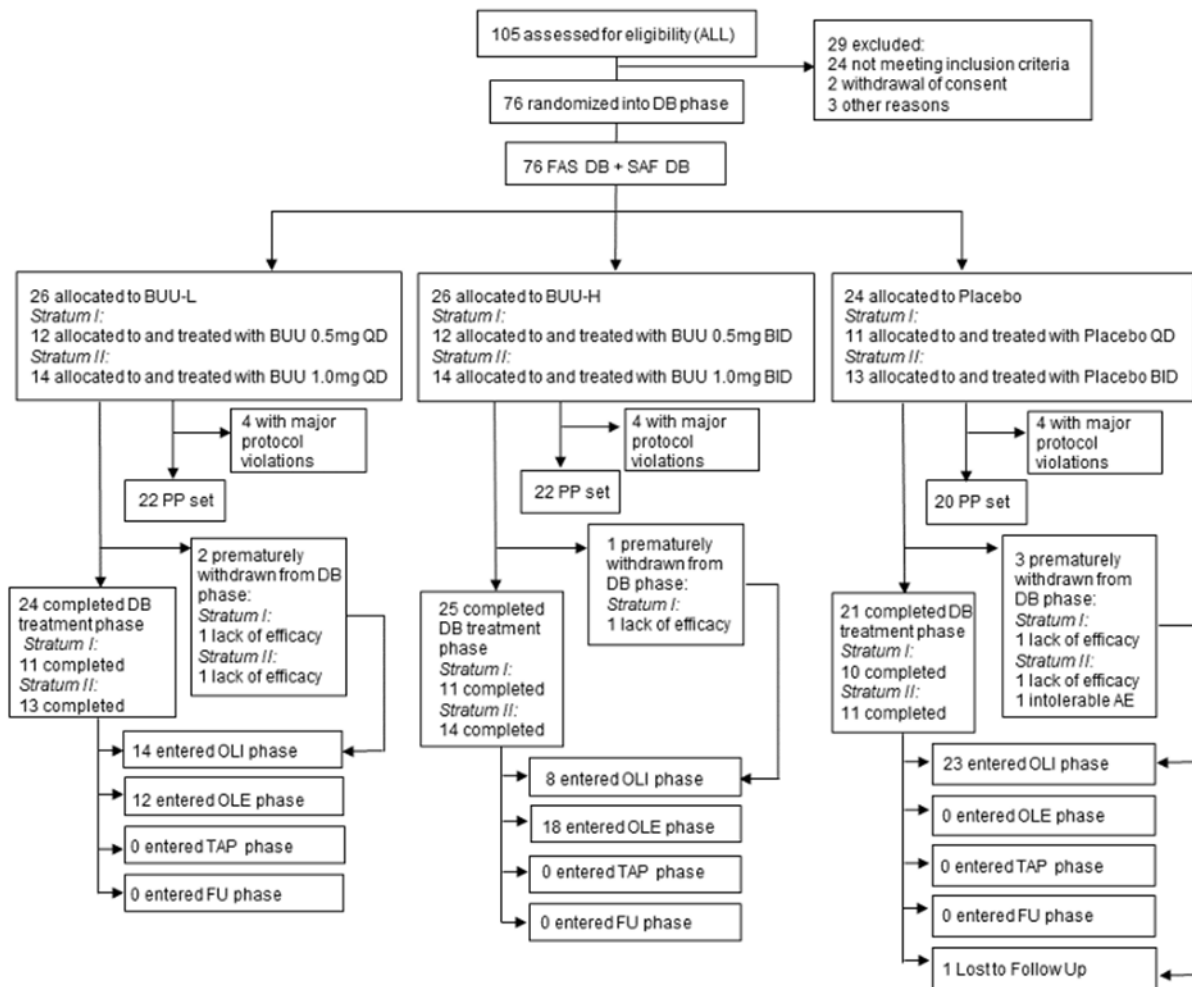 105 assessed for eligibility (ALL)
29 excluded:
24 not meeting inclusion criteria
2 withdrawal of consent
3 other reasons
76 randomized into DB phase
76 FAS DB + SAF DB
26 allocated to BUU-L
Stratum I:
12 allocated to and treated with BUU 0.5mg QD
Stratum II:
14 allocated to and treated with BUU 1.0mg QD
4 with major
protocol
violations
22 PP set
2 prematurely
withdrawn from DB
phase:
Stratum I:
1 lack of efficacy
Stratum II:
1 lack of efficacy
24 completed DB
treatment phase
Stratum I:
11 completed
Stratum II:
13 completed
14 entered OLI phase
12 entered OLE phase
0 entered TAP phase
0 entered FU phase
26 allocated to BUU-H
Stratum I:
12 allocated to and treated with BUU 0.5mg BID
Stratum II:
14 allocated to and treated with BUU 1.0mg BID
4 with major
protocol
violations
22 PP set
1 prematurely
withdrawn from
DB phase:
Stratum I:
1 lack of efficacy
25 completed
DB treatment
phase
Stratum I:
11 completed
Stratum II:
14 completed
8 entered OLI phase
18 entered OLE phase
0 entered TAP phase
0 entered FU phase
24 allocated to Placebo
Stratum I:
11 allocated to and treated with Placebo QD
Stratum II:
13 allocated to and treated with Placebo BID
4 with major
protocol
violations
20 PP set
3 prematurely
withdrawn from
DB phase:
Stratum I:
1 lack of efficacy
Stratum II:
1 lack of efficacy
1 intolerable AE
21 completed DB
treatment phase
Stratum I:
10 completed
Stratum II:
11 completed
23 entered OLI phase
0 entered OLE phase
0 entered TAP phase
0 entered FU phase
1 Lost to Follow Up